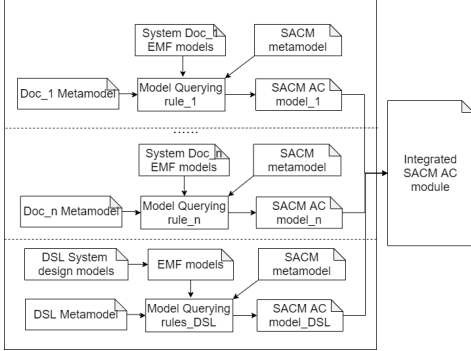 System Doc_1
EMF models
SACM
metamodel
Doc_1 Metamodel
Model Querying
rule_1
SACM AC
model_1
......
System Doc_n
EMF models
SACM
metamodel
Doc_n Metamodel
Model Querying
rule_n
SACM AC
model_n
Integrated
SACM AC
module
DSL System
design models
EMF models
SACM
metamodel
DSL Metamodel
Model Querying
rules_DSL
SACM AC
model_DSL